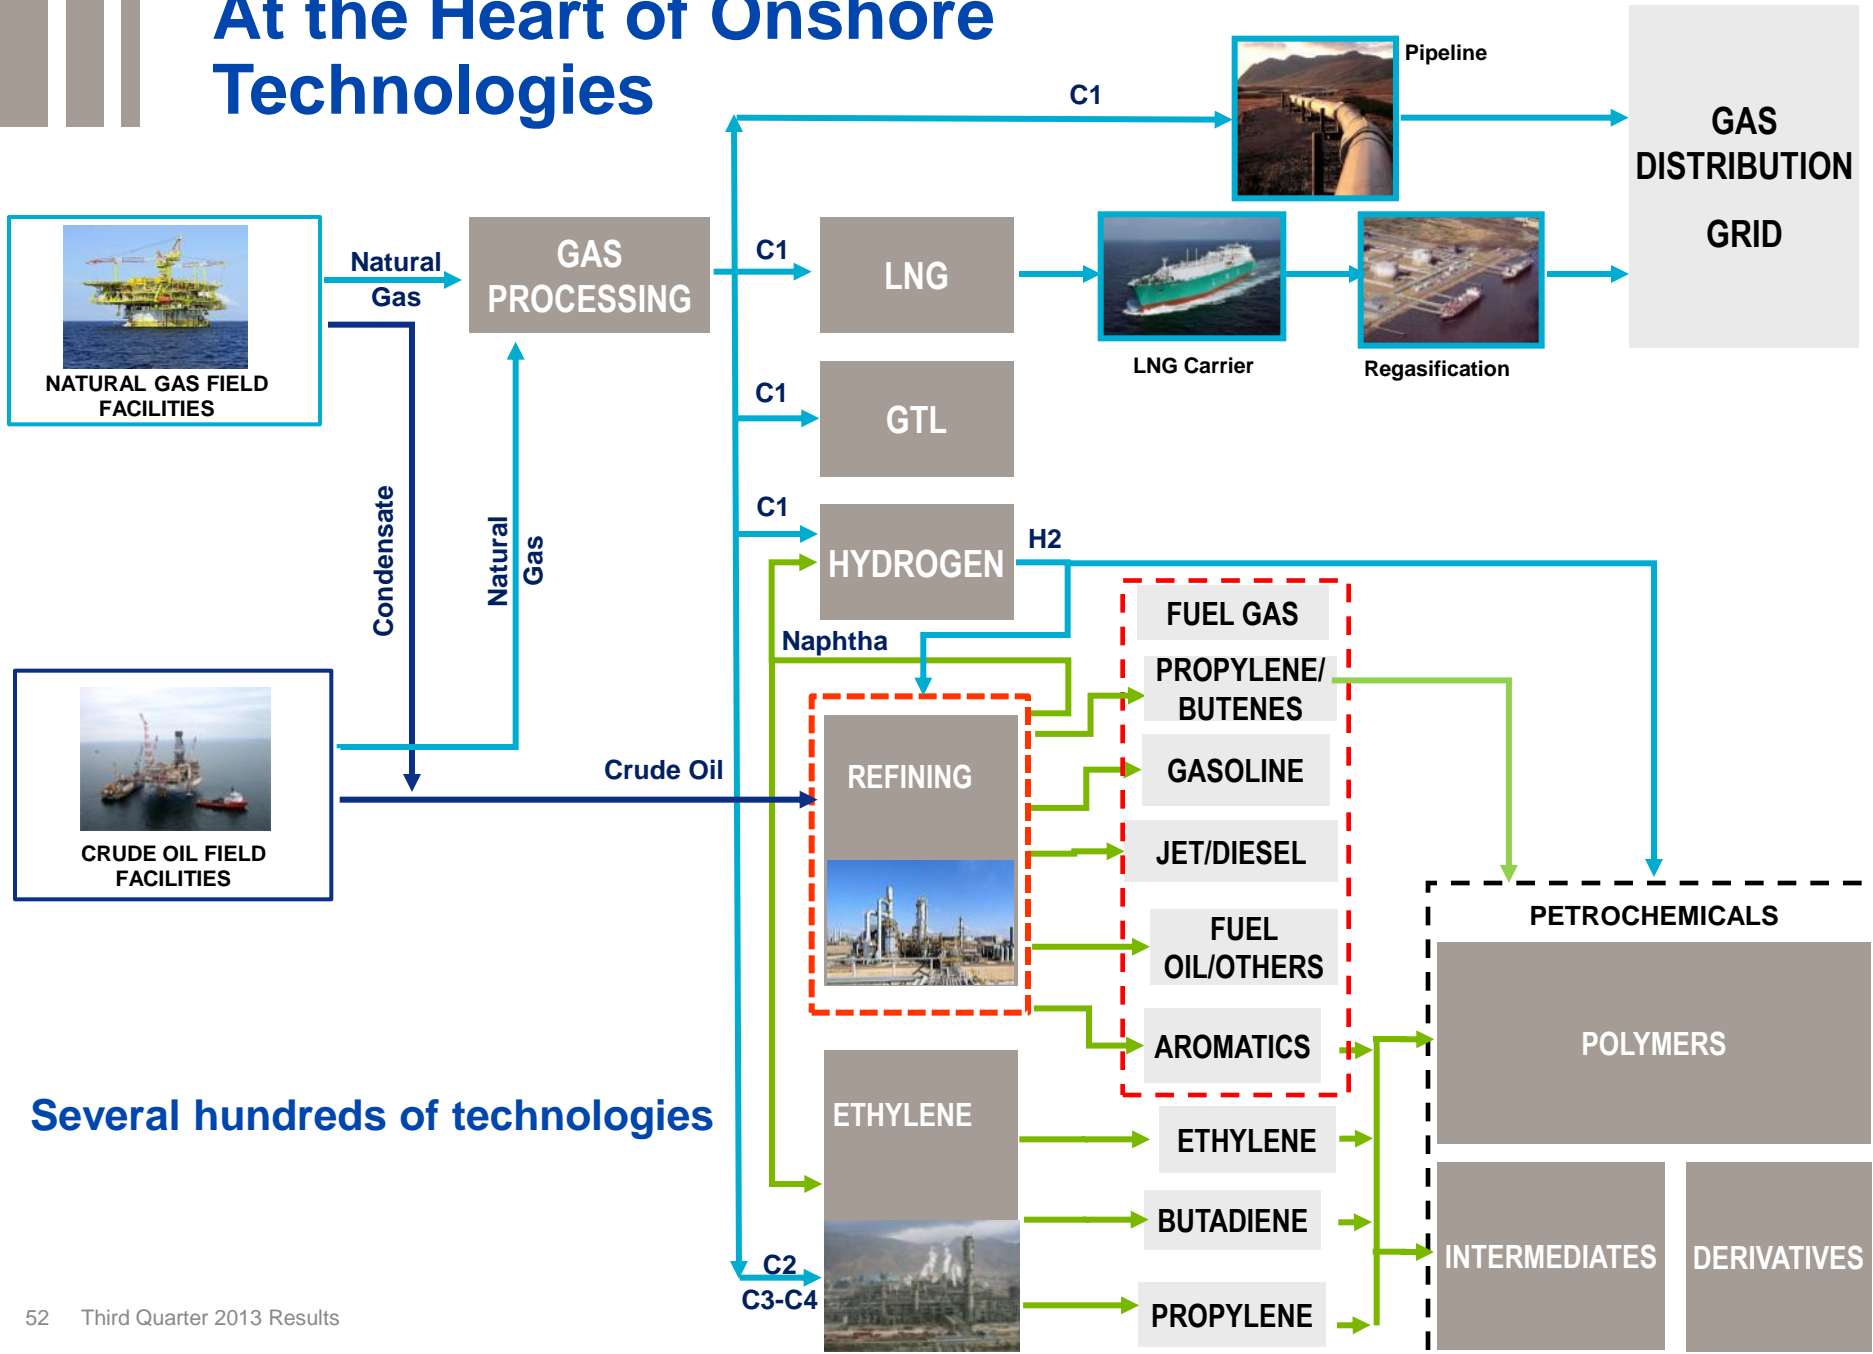 At the Heart of Onshore
Technologies
Pipeline
C1
GAS
DISTRIBUTION
GRID
Natural
Gas
GAS
PROCESSING
C1
LNG
LNG Carrier
Regasification
NATURAL GAS FIELD
FACILITIES
C1
GTL
Condensate
Natural
Gas
C1
HYDROGEN
H2
FUEL GAS
Naphtha
PROPYLENE/
BUTENES
Crude Oil
REFINING
GASOLINE
JET/DIESEL
CRUDE OIL FIELD
FACILITIES
FUEL
OIL/OTHERS
PETROCHEMICALS
AROMATICS
POLYMERS
Several hundreds of technologies
ETHYLENE
ETHYLENE
BUTADIENE
INTERMEDIATES
DERIVATIVES
C2
C3-C4
PROPYLENE
52 Third Quarter 2013 Results